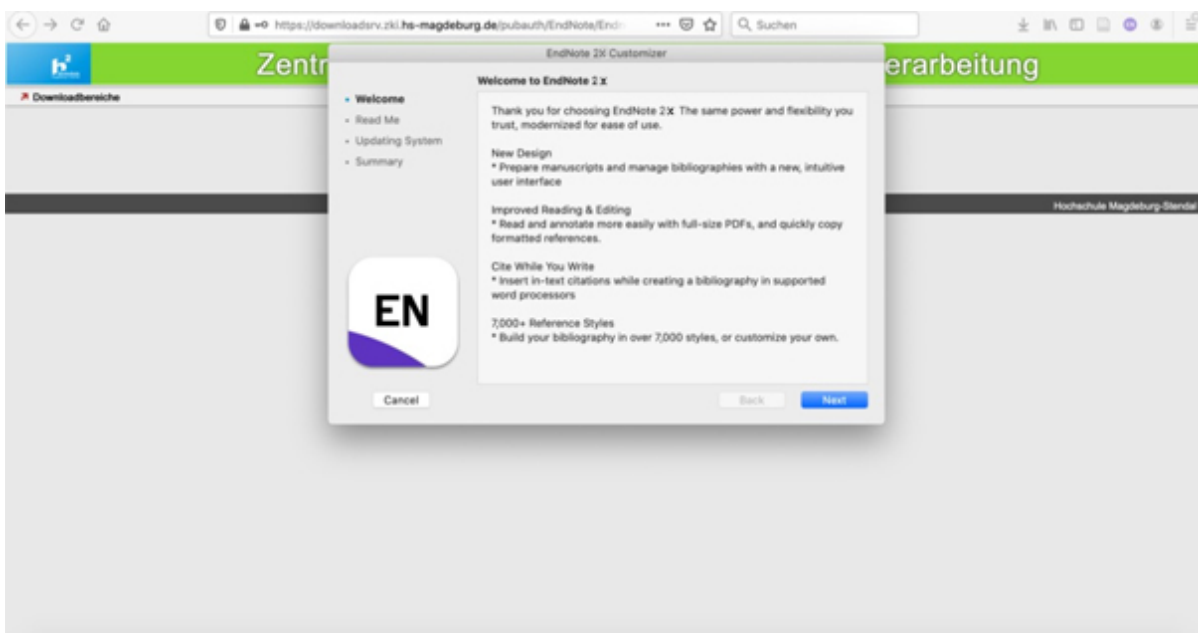 https://downloadsrv.zki.hs-magdeburg.de/pubauth/EndNote/Endn
Suchen
h²
Zentr
erarbeitung
Downloadbereiche
EndNote 2X Customizer
Welcome to EndNote 2x
Welcome
Read Me
Updating System
Summary
Thank you for choosing EndNote 2x The same power and flexibility you
trust, modernized for ease of use.
New Design
* Prepare manuscripts and manage bibliographies with a new, intuitive
user interface
Improved Reading & Editing
* Read and annotate more easily with full-size PDFs, and quickly copy
formatted references.
Cite While You Write
* Insert in-text citations while creating a bibliography in supported
word processors
7,000+ Reference Styles
* Build your bibliography in over 7,000 styles, or customize your own.
EN
Cancel
Back
Next
Hochschule Magdeburg-Stendal